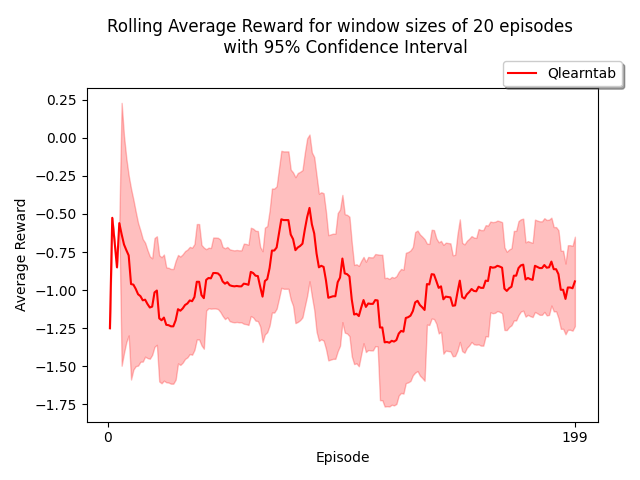 Rolling Average Reward for window sizes of 20 episodes
with 95% Confidence Interval
Qlearntab
0.25
0.00
−0.25
−0.50
−0.75
−1.00
−1.25
−1.50
−1.75
Average Reward
0 199
Episode